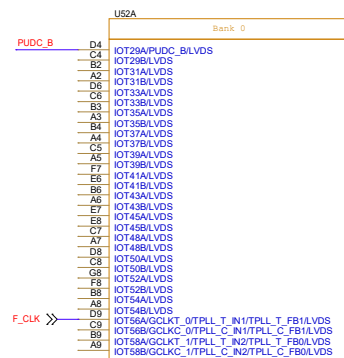 U52A
Bank 0
PUDC_B D4 IOT29A/PUDC_B/LVDS
C4 IOT29B/LVDS
B2 IOT31A/LVDS
A2 IOT31B/LVDS
D6 IOT33A/LVDS
C6 IOT33B/LVDS
B3 IOT35A/LVDS
A3 IOT35B/LVDS
B4 IOT37A/LVDS
A4 IOT37B/LVDS
C5 IOT39A/LVDS
A5 IOT39B/LVDS
F7 IOT41A/LVDS
E6 IOT41B/LVDS
B6 IOT43A/LVDS
A6 IOT43B/LVDS
E7 IOT45A/LVDS
E8 IOT45B/LVDS
C7 IOT48A/LVDS
A7 IOT48B/LVDS
D8 IOT50A/LVDS
C8 IOT50B/LVDS
G8 IOT52A/LVDS
F8 IOT52B/LVDS
B8 IOT54A/LVDS
A8 IOT54B/LVDS
F_CLK D9 IOT56A/GCLKT_0/TPLL_T_IN1/TPLL_T_FB1/LVDS
C9 IOT56B/GCLKC_0/TPLL_C_IN1/TPLL_C_FB1/LVDS
B9 IOT58A/GCLKT_1/TPLL_T_IN2/TPLL_T_FB0/LVDS
A9 IOT58B/GCLKC_1/TPLL_C_IN2/TPLL_C_FB0/LVDS